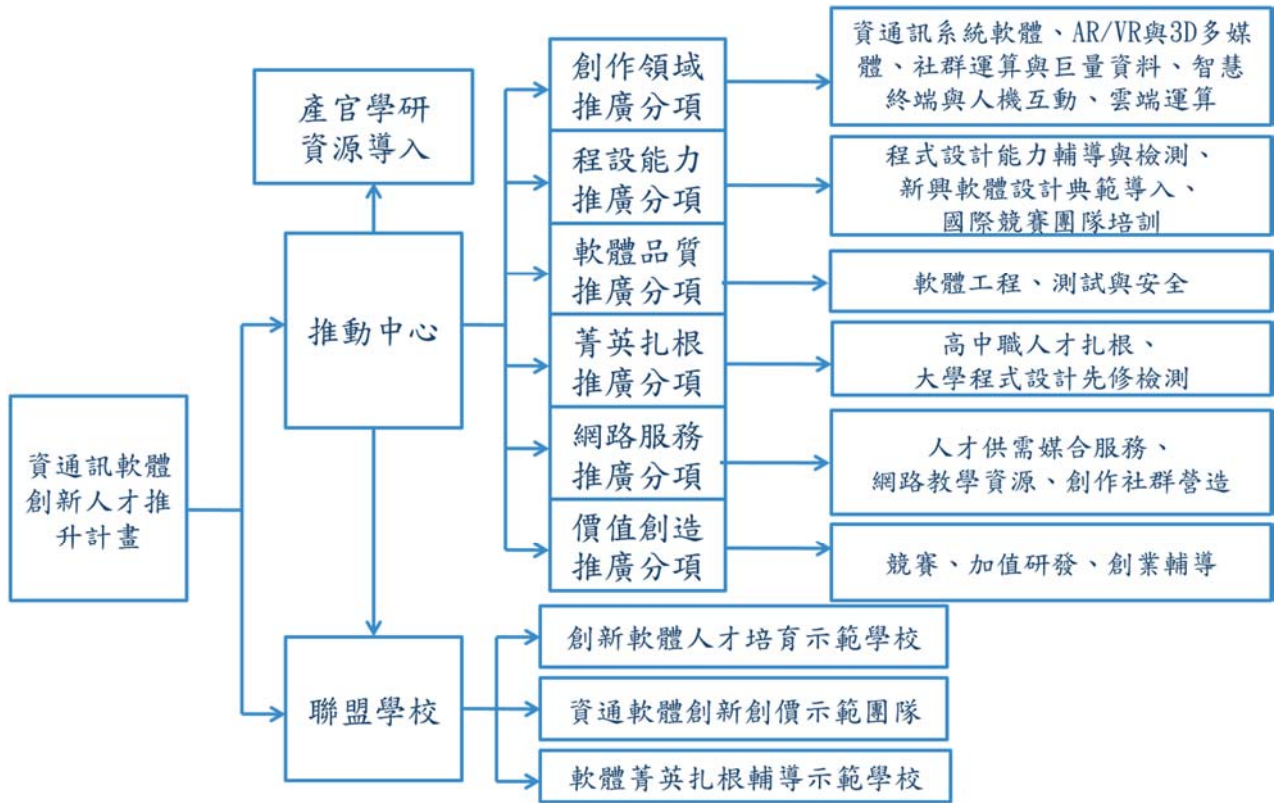 資通訊軟體
創新人才推
升計畫
產官學研
資源導入
推動中心
聯盟學校
創作領域
推廣分項
程設能力
推廣分項
軟體品質
推廣分項
菁英扎根
推廣分項
網路服務
推廣分項
價值創造
推廣分項
資通訊系統軟體、AR/VR與3D多媒
體、社群運算與巨量資料、智慧
終端與人機互動、雲端運算
程式設計能力輔導與檢測、
新興軟體設計典範導入、
國際競賽團隊培訓
軟體工程、測試與安全
高中職人才扎根、
大學程式設計先修檢測
人才供需媒合服務、
網路教學資源、創作社群營造
競賽、加值研發、創業輔導
創新軟體人才培育示範學校
資通軟體創新創價示範團隊
軟體菁英扎根輔導示範學校